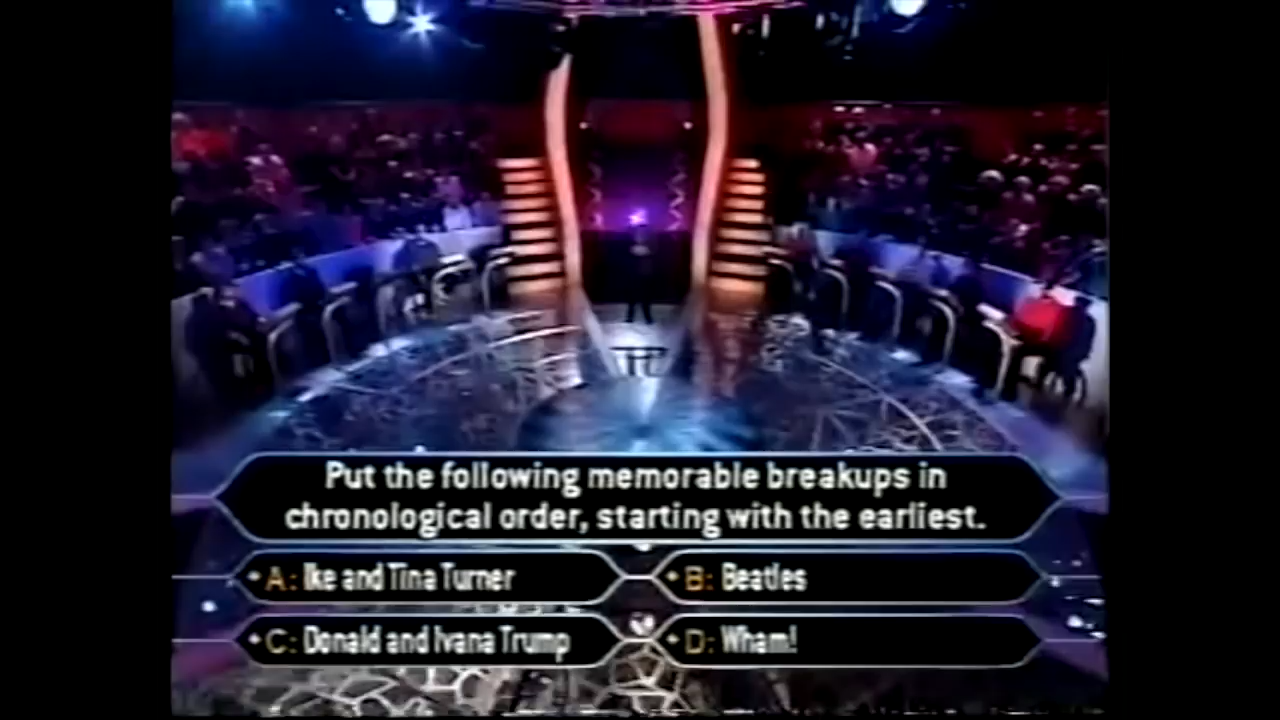 Put the following memorable breakups in
chronological order, starting with the earliest.
A: Ike and Tina Turner
B: Beatles
C: Donald and Ivana Trump
D: Wham!